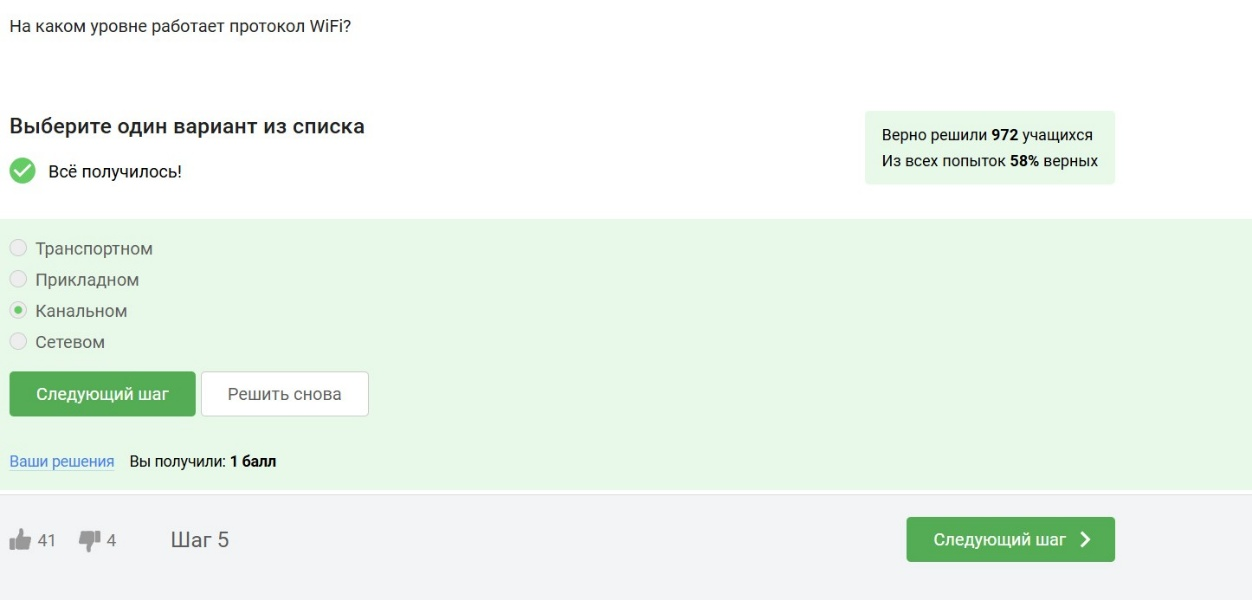 На каком уровне работает протокол WiFi?
Выберите один вариант из списка
Всё получилось!
Верно решили 972 учащихся
Из всех попыток 58% верных
Транспортном
Прикладном
Канальном
Сетевом
Следующий шаг
Решить снова
Ваши решения Вы получили: 1 балл
41 4 Шаг 5
Следующий шаг